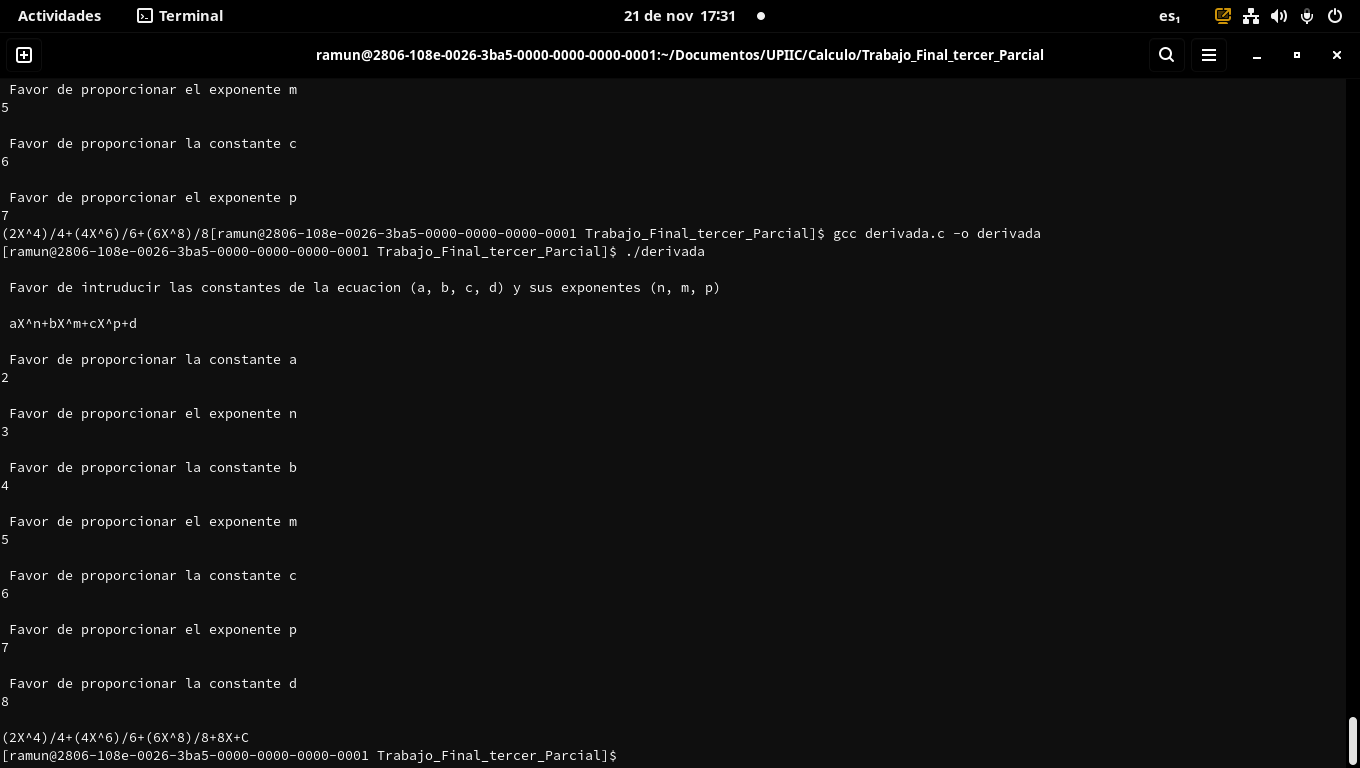 Actividades Terminal 21 de nov 17:31 es₁
ramun@2806-108e-0026-3ba5-0000-0000-0000-0001:~/Documentos/UPIIC/Calculo/Trabajo_Final_tercer_Parcial
Favor de proporcionar el exponente m
5
Favor de proporcionar la constante c
6
Favor de proporcionar el exponente p
7
(2X^4)/4+(4X^6)/6+(6X^8)/8[ramun@2806-108e-0026-3ba5-0000-0000-0000-0001 Trabajo_Final_tercer_Parcial]$ gcc derivada.c -o derivada
[ramun@2806-108e-0026-3ba5-0000-0000-0000-0001 Trabajo_Final_tercer_Parcial]$ ./derivada
Favor de intruducir las constantes de la ecuacion (a, b, c, d) y sus exponentes (n, m, p)
aX^n+bX^m+cX^p+d
Favor de proporcionar la constante a
2
Favor de proporcionar el exponente n
3
Favor de proporcionar la constante b
4
Favor de proporcionar el exponente m
5
Favor de proporcionar la constante c
6
Favor de proporcionar el exponente p
7
Favor de proporcionar la constante d
8
(2X^4)/4+(4X^6)/6+(6X^8)/8+8X+C
[ramun@2806-108e-0026-3ba5-0000-0000-0000-0001 Trabajo_Final_tercer_Parcial]$